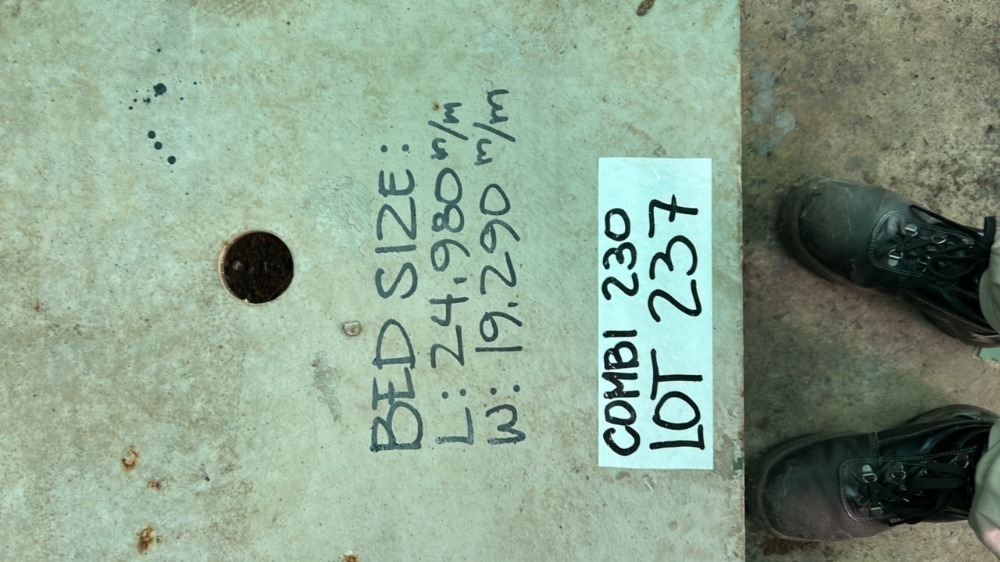 BED SIZE:
L: 24.980 m/m
W: 19.290 m/m
COMBI 230
LOT 237